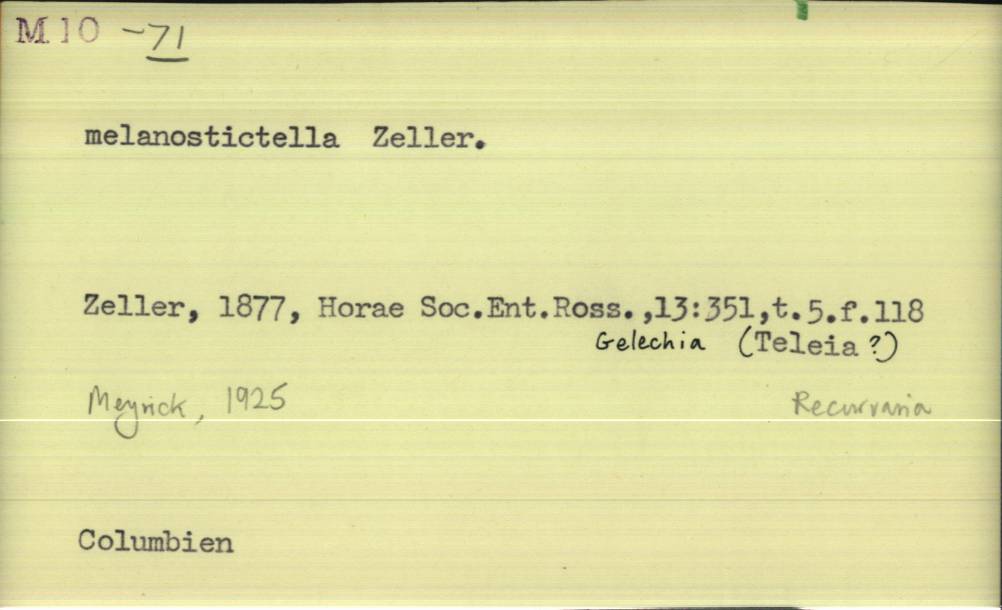 M.10 -71
melanostictella Zeller.
Zeller, 1877, Horae Soc.Ent.Ross.,13:351,t.5.f.118
Gelechia (Teleia?)
Meyrick, 1925 Recurvaria
Columbien